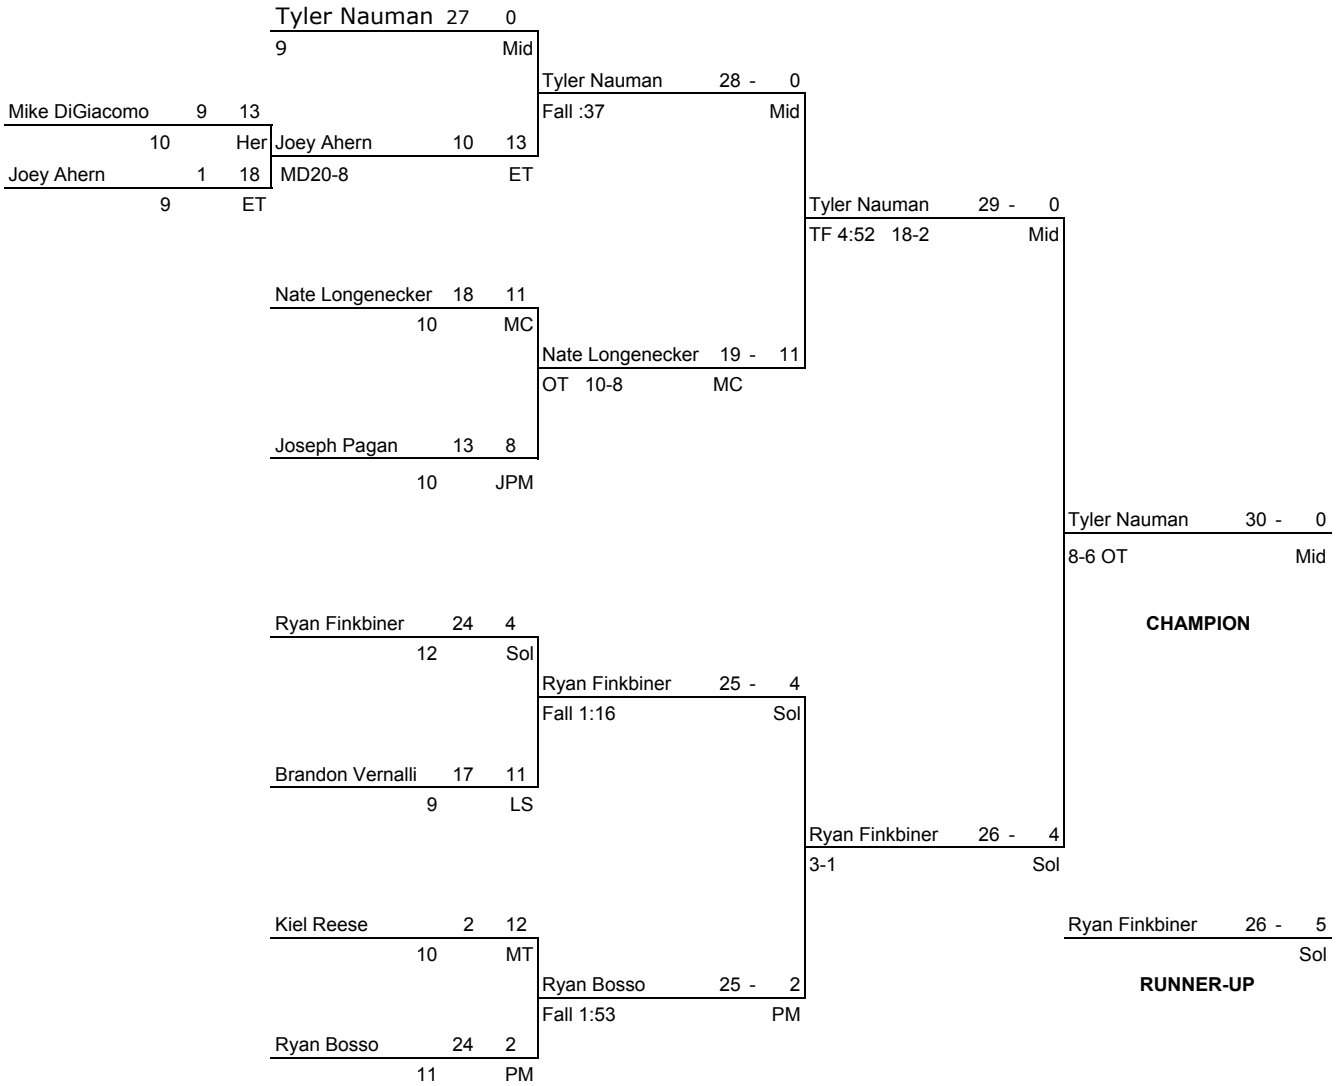 Tyler Nauman 27 0
9 Mid
Tyler Nauman 28 - 0
Mike DiGiacomo 9 13 Fall :37 Mid
10 Her Joey Ahern 10 13
Joey Ahern 1 18 MD20-8 ET
9 ET Tyler Nauman 29 - 0
TF 4:52 18-2 Mid
Nate Longenecker 18 11
10 MC
Nate Longenecker 19 - 11
OT 10-8 MC
Joseph Pagan 13 8
10 JPM
Tyler Nauman 30 - 0
8-6 OT Mid
Ryan Finkbiner 24 4 CHAMPION
12 Sol
Ryan Finkbiner 25 - 4
Fall 1:16 Sol
Brandon Vernalli 17 11
9 LS
Ryan Finkbiner 26 - 4
3-1 Sol
Kiel Reese 2 12 Ryan Finkbiner 26 - 5
10 MT Sol
Ryan Bosso 25 - 2 RUNNER-UP
Fall 1:53 PM
Ryan Bosso 24 2
11 PM